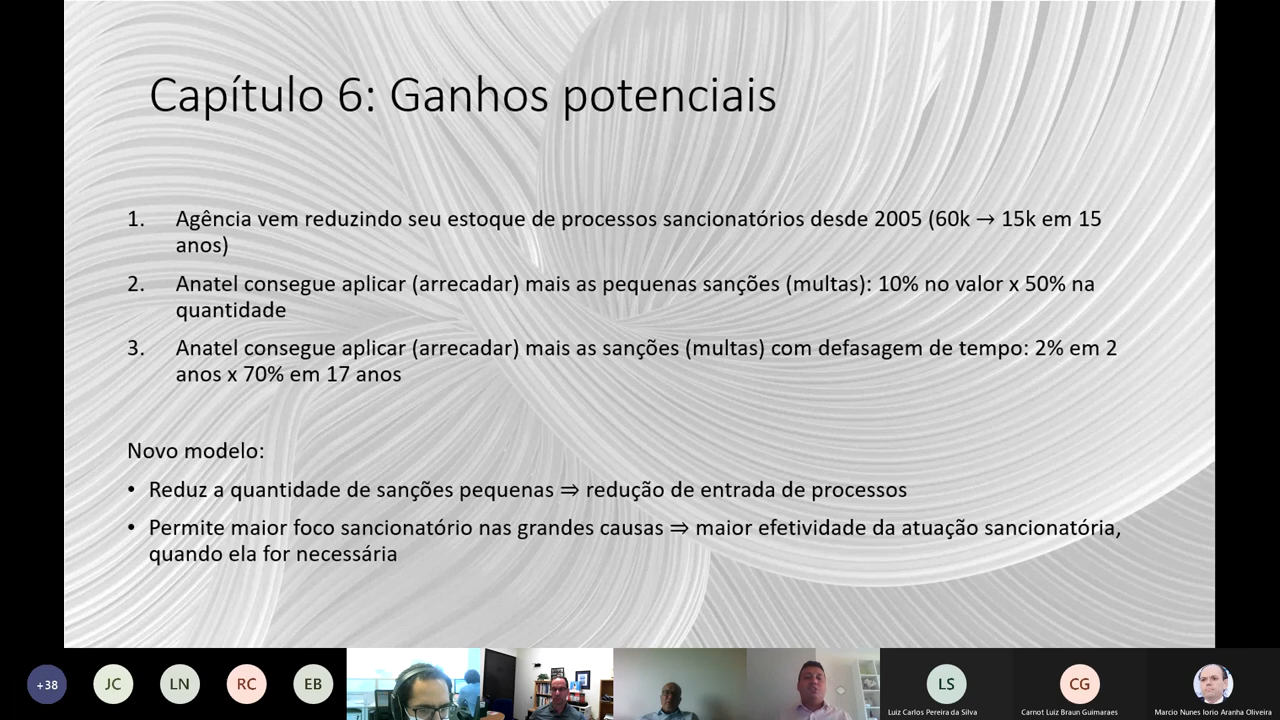 Capítulo 6: Ganhos potenciais
1. Agência vem reduzindo seu estoque de processos sancionatórios desde 2005 (60k → 15k em 15
anos)
2. Anatel consegue aplicar (arrecadar) mais as pequenas sanções (multas): 10% no valor x 50% na
quantidade
3. Anatel consegue aplicar (arrecadar) mais as sanções (multas) com defasagem de tempo: 2% em 2
anos x 70% em 17 anos
Novo modelo:
• Reduz a quantidade de sanções pequenas ⇒ redução de entrada de processos
• Permite maior foco sancionatório nas grandes causas ⇒ maior efetividade da atuação sancionatória,
quando ela for necessária
+38 JC LN RC EB LS CG
Luiz Carlos Pereira da Silva Carnot Luiz Braun Guimaraes Marcio Nunes Iorio Aranha Oliveira